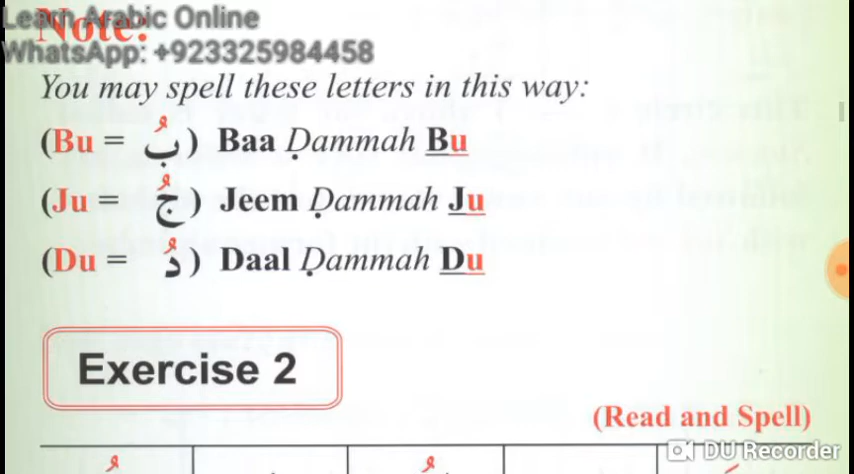 Learn Arabic Online
Note:
WhatsApp: +923325984458
You may spell these letters in this way:
(Bu = بُ) Baa Ḍammah Bu
(Ju = جُ) Jeem Ḍammah Ju
(Du = دُ) Daal Ḍammah Du
Exercise 2
(Read and Spell)
DU Recorder